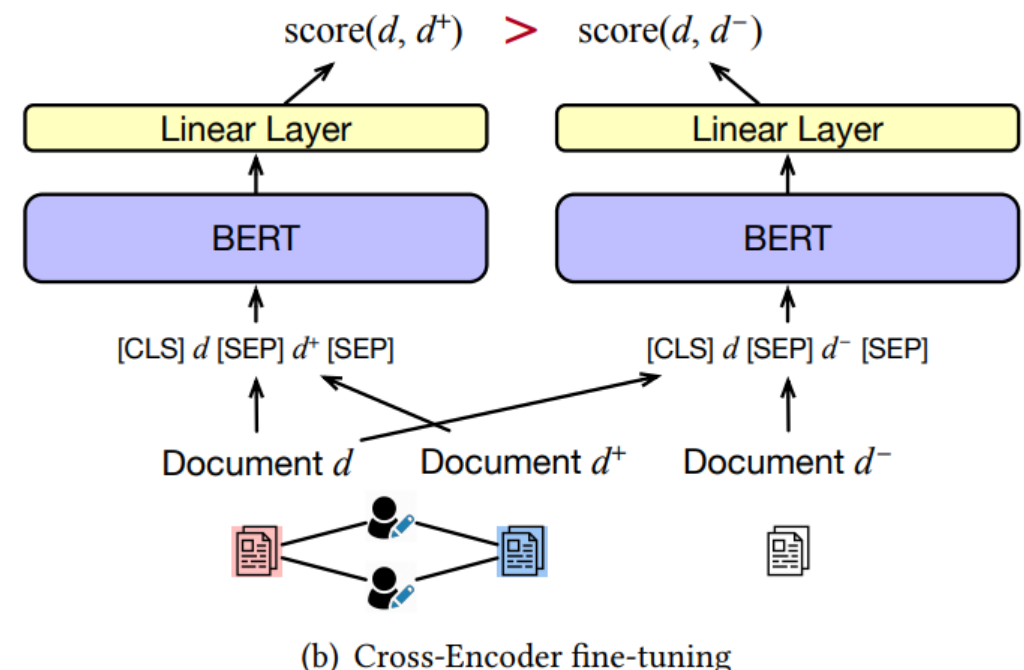 score(d, d⁺) > score(d, d⁻)
Linear Layer Linear Layer
BERT BERT
[CLS] d [SEP] d⁺ [SEP] [CLS] d [SEP] d⁻ [SEP]
Document d Document d⁺ Document d⁻
(b) Cross-Encoder fine-tuning